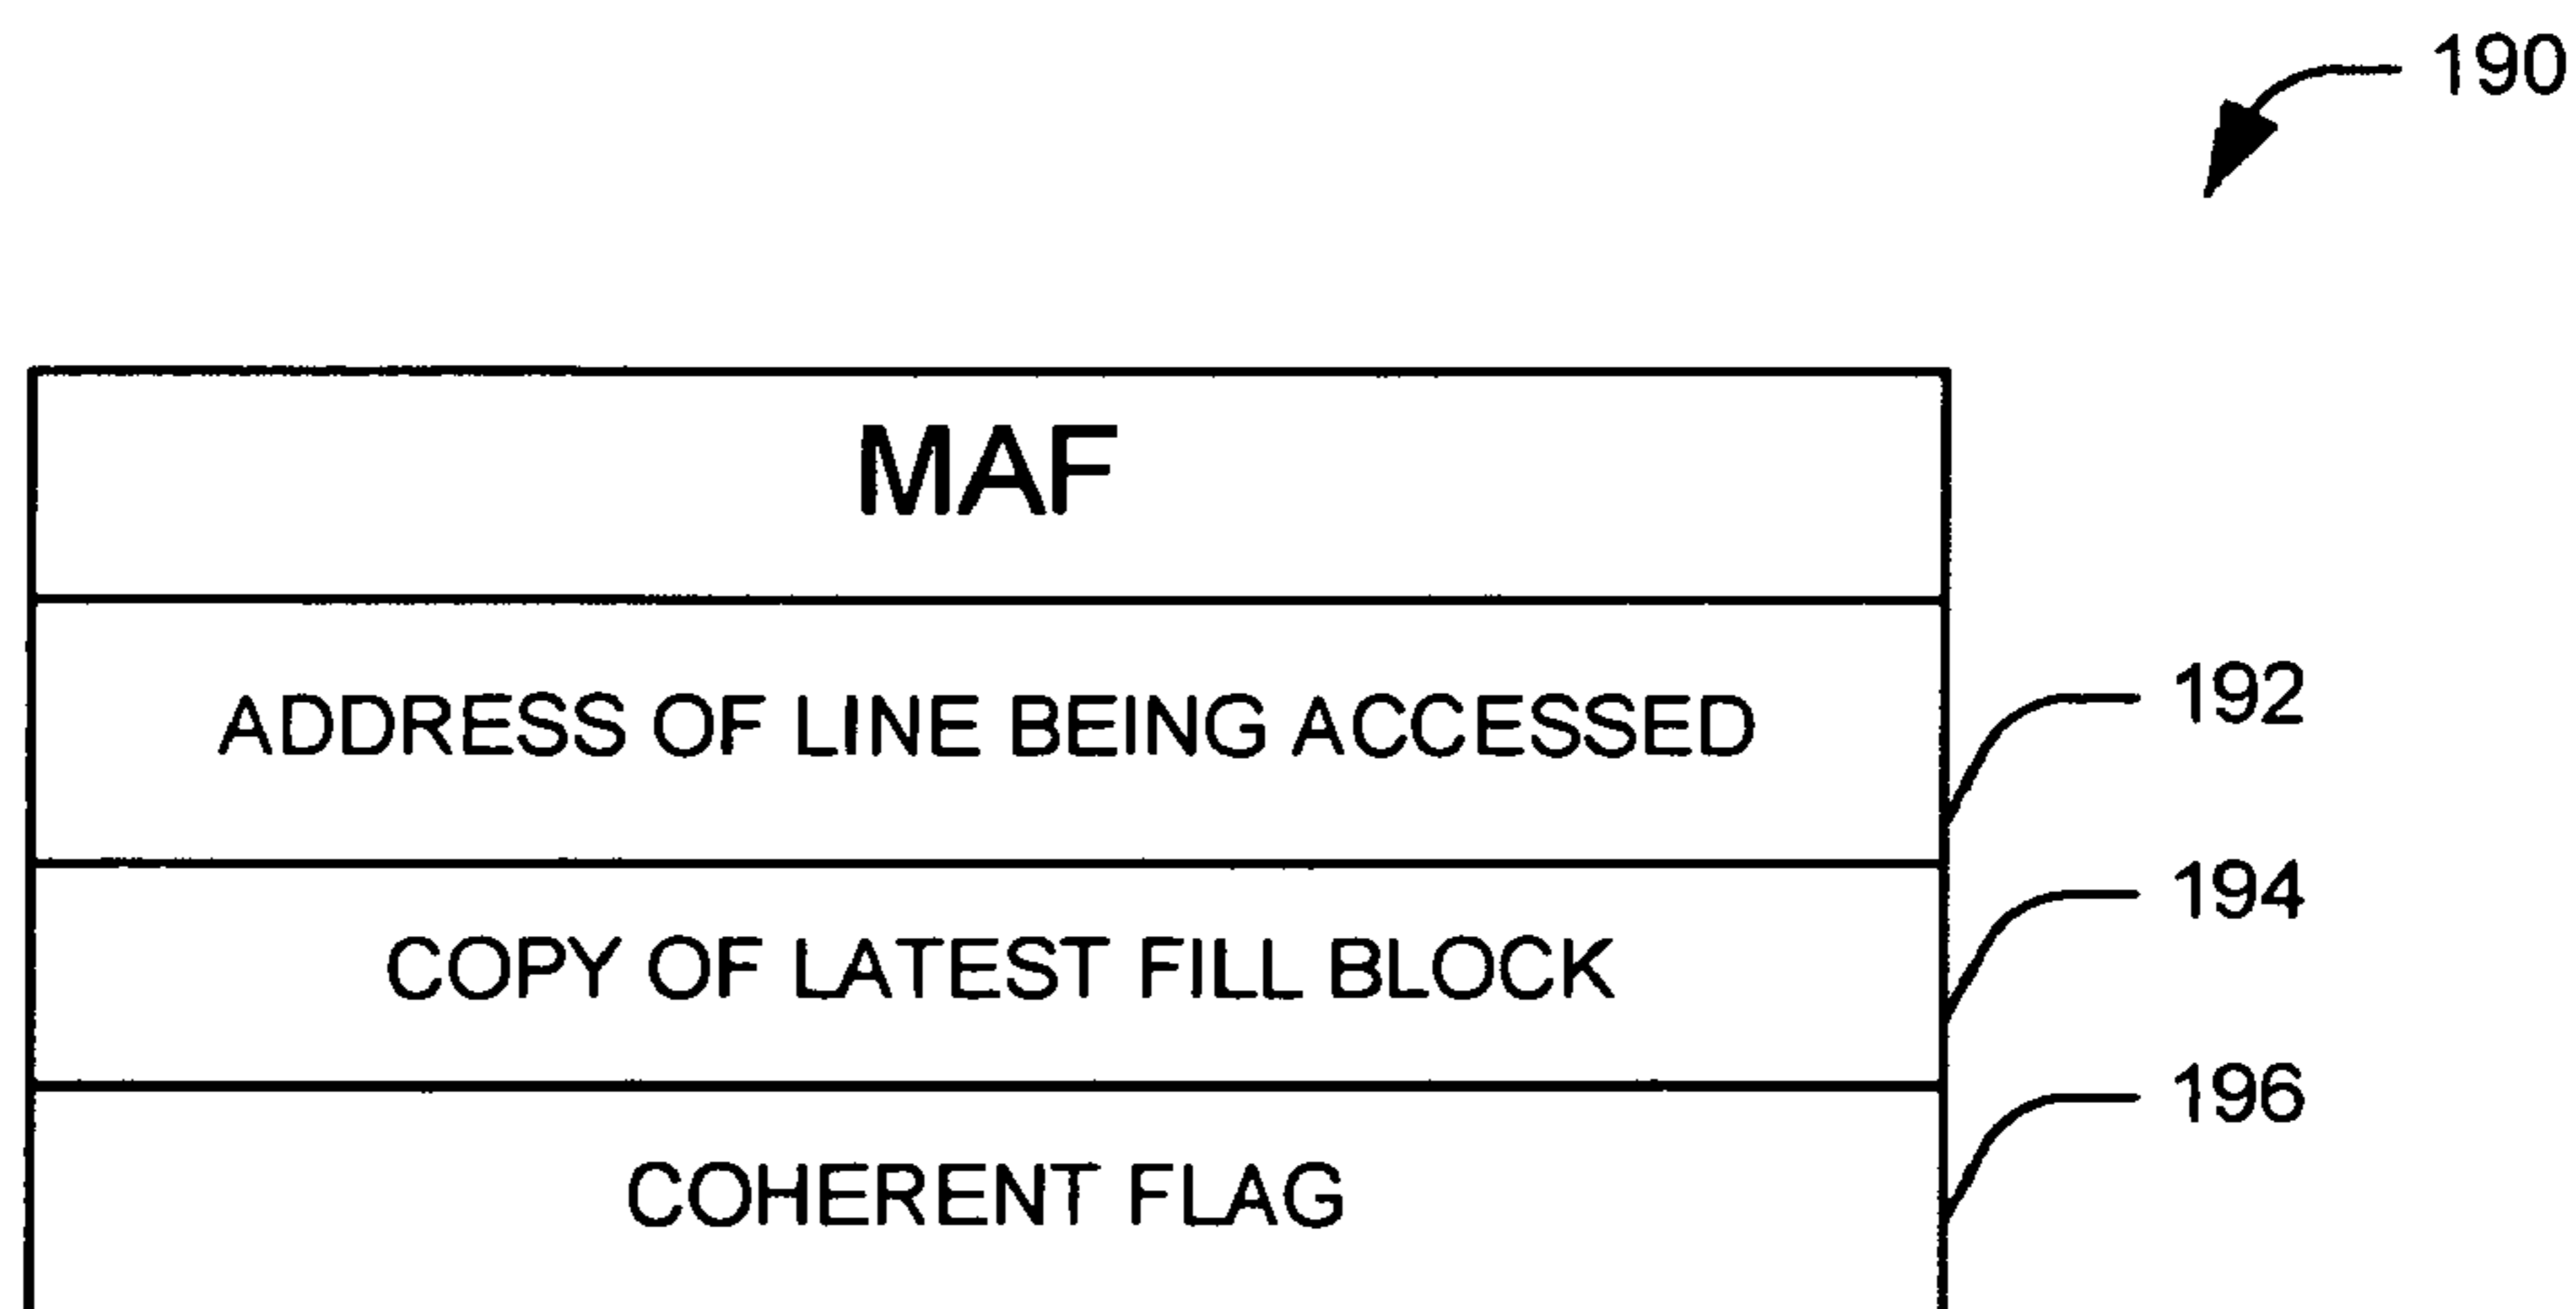 190
MAF
ADDRESS OF LINE BEING ACCESSED
192
COPY OF LATEST FILL BLOCK
194
COHERENT FLAG
196